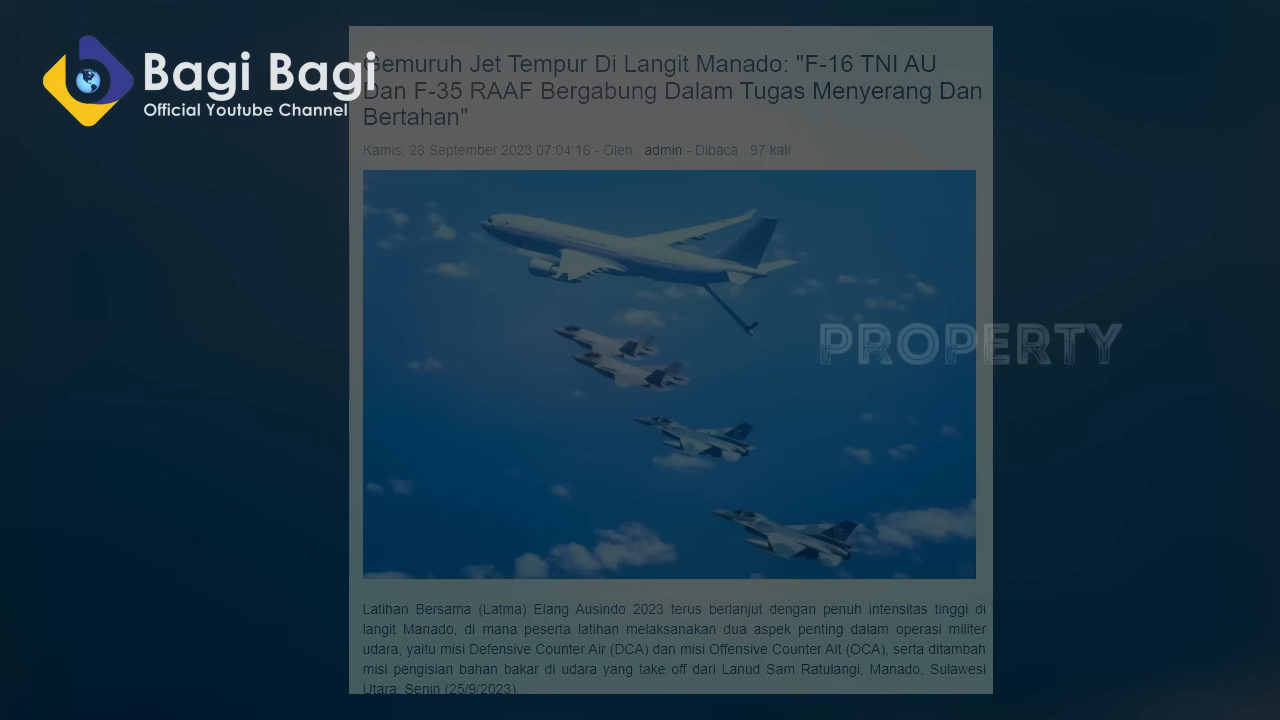 Bagi Bagi
Official Youtube Channel
Gemuruh Jet Tempur Di Langit Manado: "F-16 TNI AU
Dan F-35 RAAF Bergabung Dalam Tugas Menyerang Dan
Bertahan"
Kamis, 28 September 2023 07:04:16 - Oleh : admin - Dibaca : 97 kali
PROPERTY
Latihan Bersama (Latma) Elang Ausindo 2023 terus berlanjut dengan penuh intensitas tinggi di
langit Manado, di mana peserta latihan melaksanakan dua aspek penting dalam operasi militer
udara, yaitu misi Defensive Counter Air (DCA) dan misi Offensive Counter Ait (OCA), serta ditambah
misi pengisian bahan bakar di udara yang take off dari Lanud Sam Ratulangi, Manado, Sulawesi
Utara, Senin (25/9/2023).